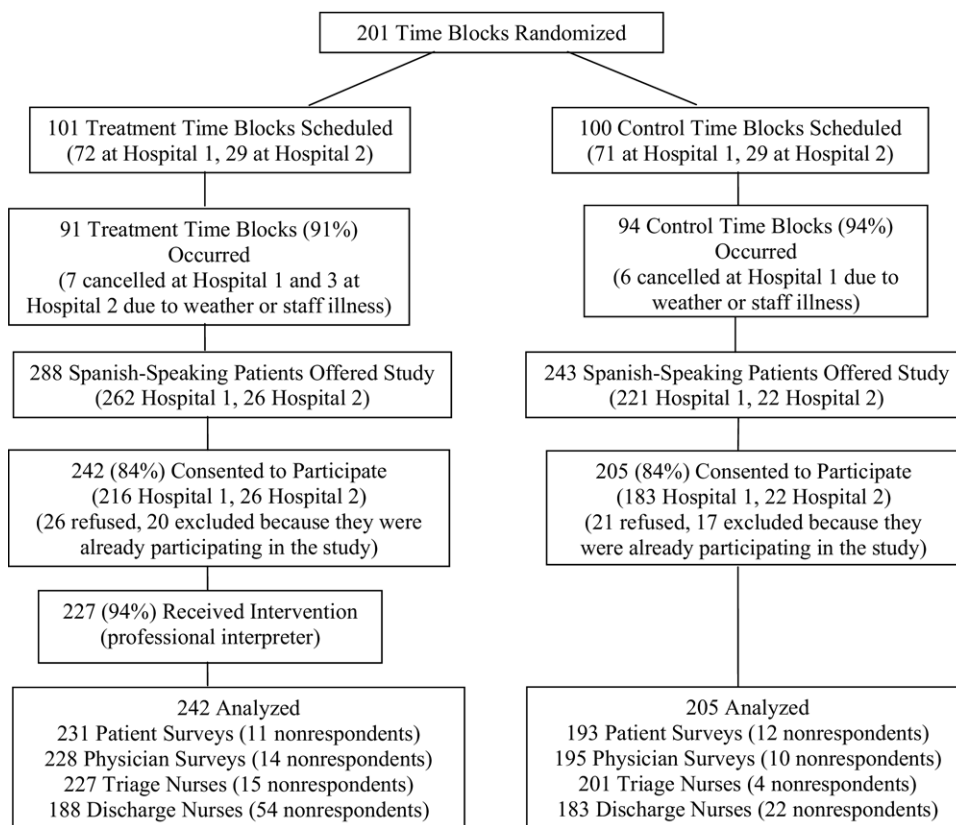 201 Time Blocks Randomized
101 Treatment Time Blocks Scheduled
(72 at Hospital 1, 29 at Hospital 2)
100 Control Time Blocks Scheduled
(71 at Hospital 1, 29 at Hospital 2)
91 Treatment Time Blocks (91%)
Occurred
(7 cancelled at Hospital 1 and 3 at
Hospital 2 due to weather or staff illness)
94 Control Time Blocks (94%)
Occurred
(6 cancelled at Hospital 1 due to
weather or staff illness)
288 Spanish-Speaking Patients Offered Study
(262 Hospital 1, 26 Hospital 2)
243 Spanish-Speaking Patients Offered Study
(221 Hospital 1, 22 Hospital 2)
242 (84%) Consented to Participate
(216 Hospital 1, 26 Hospital 2)
(26 refused, 20 excluded because they were
already participating in the study)
205 (84%) Consented to Participate
(183 Hospital 1, 22 Hospital 2)
(21 refused, 17 excluded because they
were already participating in the study)
227 (94%) Received Intervention
(professional interpreter)
242 Analyzed
231 Patient Surveys (11 nonrespondents)
228 Physician Surveys (14 nonrespondents)
227 Triage Nurses (15 nonrespondents)
188 Discharge Nurses (54 nonrespondents)
205 Analyzed
193 Patient Surveys (12 nonrespondents)
195 Physician Surveys (10 nonrespondents)
201 Triage Nurses (4 nonrespondents)
183 Discharge Nurses (22 nonrespondents)